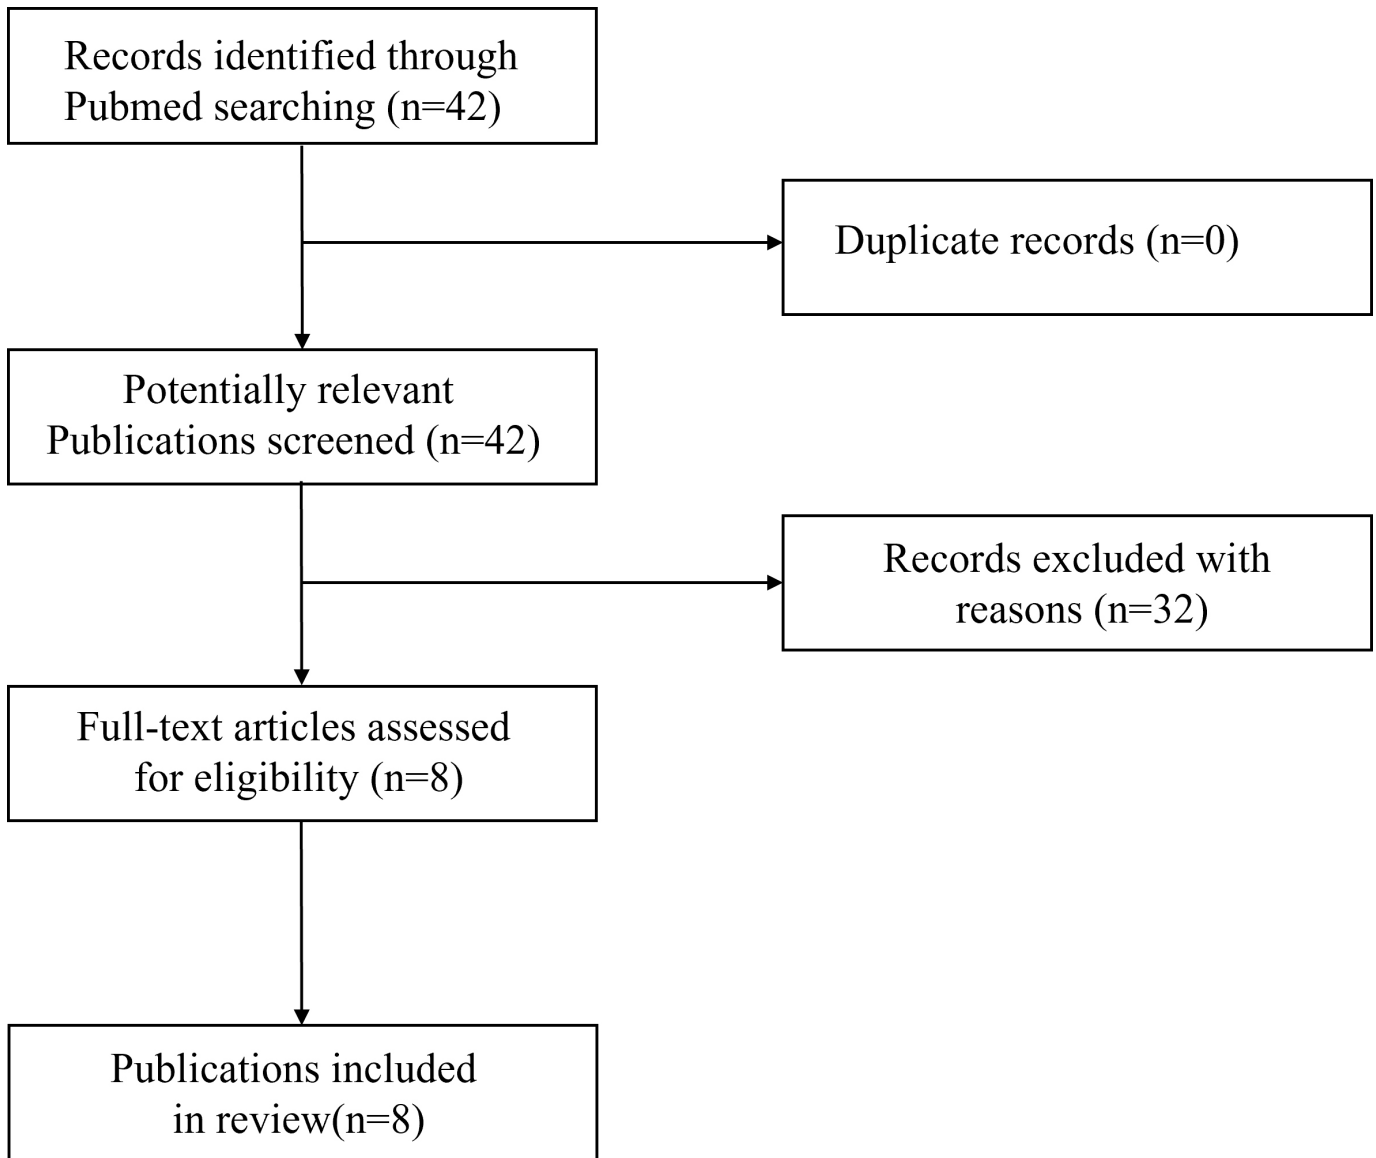 Records identified through
Pubmed searching (n=42)
Duplicate records (n=0)
Potentially relevant
Publications screened (n=42)
Records excluded with
reasons (n=32)
Full-text articles assessed
for eligibility (n=8)
Publications included
in review(n=8)